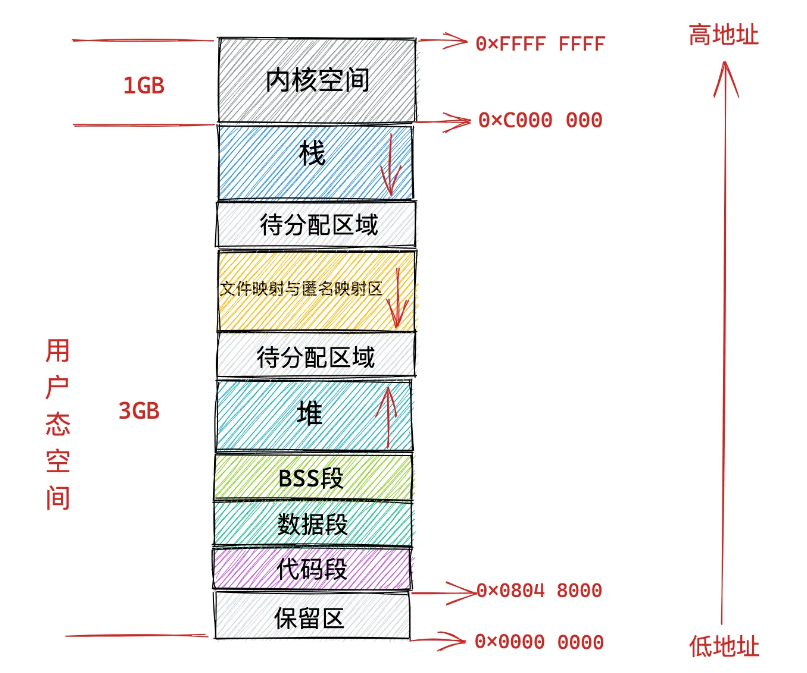 高地址
0×FFFF FFFF
内核空间
1GB
0×C000 000
栈
待分配区域
文件映射与匿名映射区
待分配区域
用户态空间
3GB
堆
BSS段
数据段
代码段
0×0804 8000
保留区
0×0000 0000
低地址